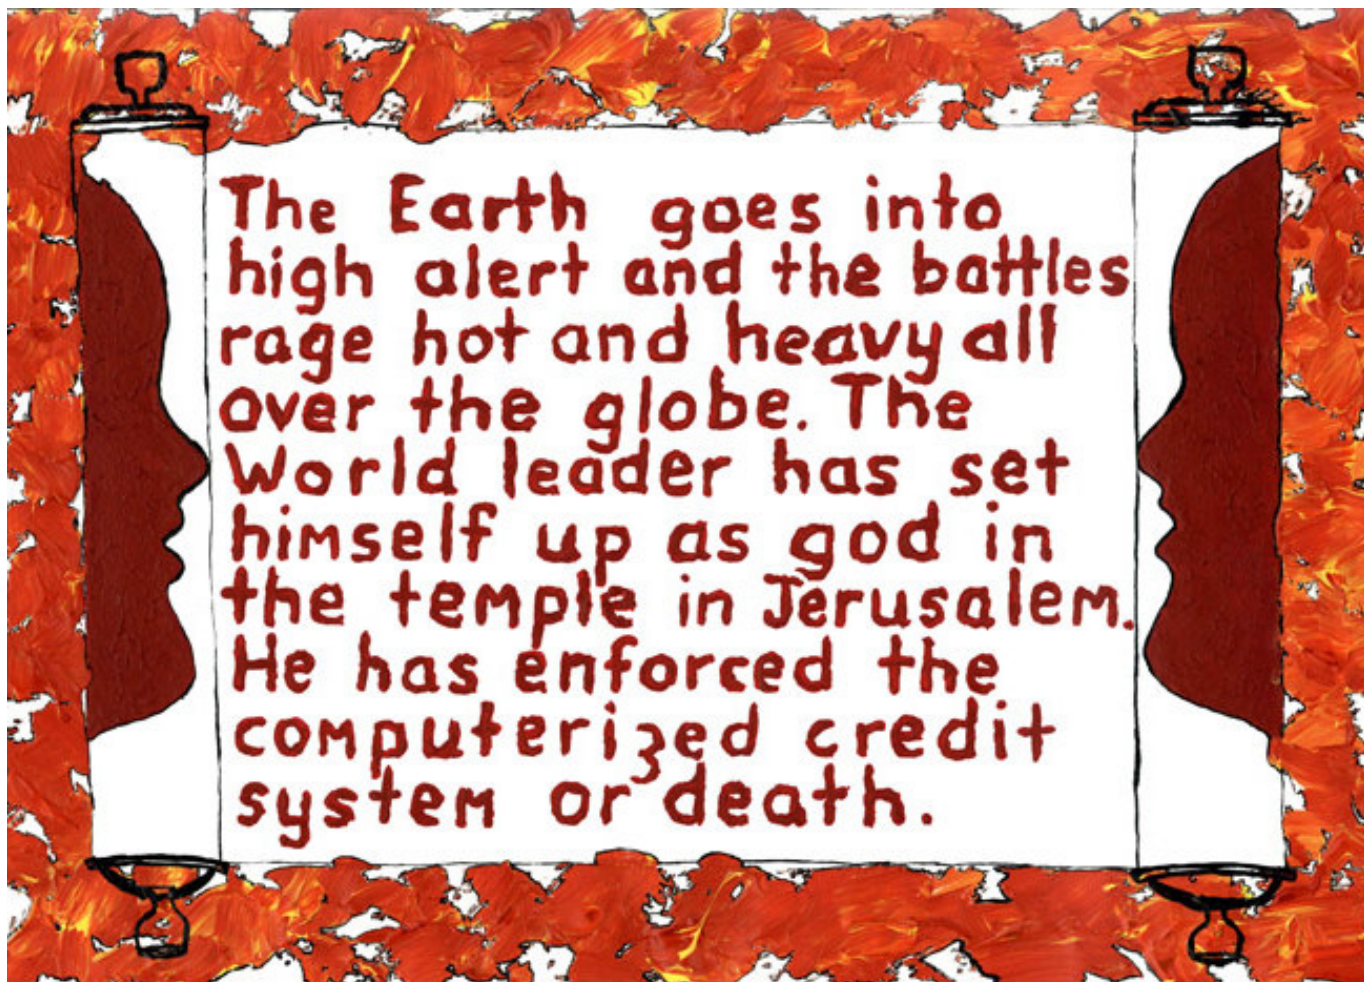 The Earth goes into
high alert and the battles
rage hot and heavy all
over the globe. The
World leader has set
himself up as god in
the temple in Jerusalem.
He has enforced the
computerized credit
system or death.